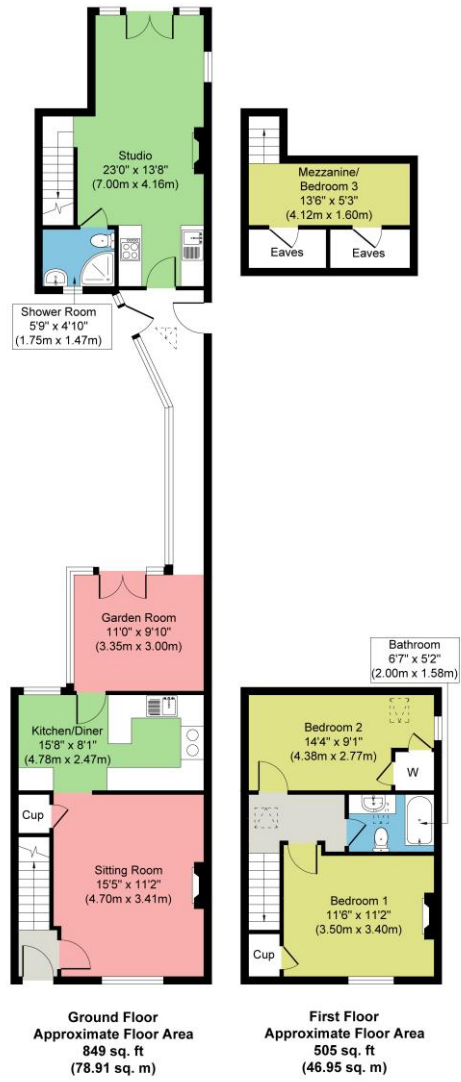 Studio
23'0" x 13'8"
(7.00m x 4.16m)
Mezzanine/
Bedroom 3
13'6" x 5'3"
(4.12m x 1.60m)
Eaves
Eaves
Shower Room
5'9" x 4'10"
(1.75m x 1.47m)
Garden Room
11'0" x 9'10"
(3.35m x 3.00m)
Bathroom
6'7" x 5'2"
(2.00m x 1.58m)
Kitchen/Diner
15'8" x 8'1"
(4.78m x 2.47m)
Bedroom 2
14'4" x 9'1"
(4.38m x 2.77m)
W
Cup
Sitting Room
15'5" x 11'2"
(4.70m x 3.41m)
Bedroom 1
11'6" x 11'2"
(3.50m x 3.40m)
Cup
Ground Floor
Approximate Floor Area
849 sq. ft
(78.91 sq. m)
First Floor
Approximate Floor Area
505 sq. ft
(46.95 sq. m)